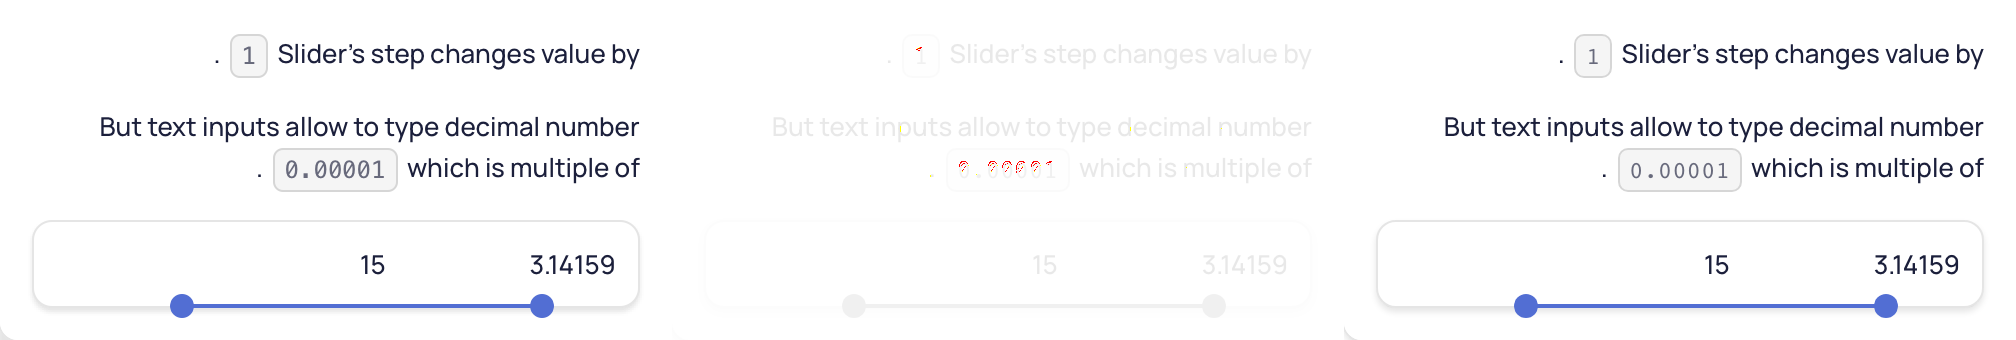 . 1 Slider's step changes value by
But text inputs allow to type decimal number
. 0.00001 which is multiple of
15 3.14159
. 1 Slider's step changes value by
But text inputs allow to type decimal number
. 0.00001 which is multiple of
15 3.14159
. 1 Slider's step changes value by
But text inputs allow to type decimal number
. 0.00001 which is multiple of
15 3.14159